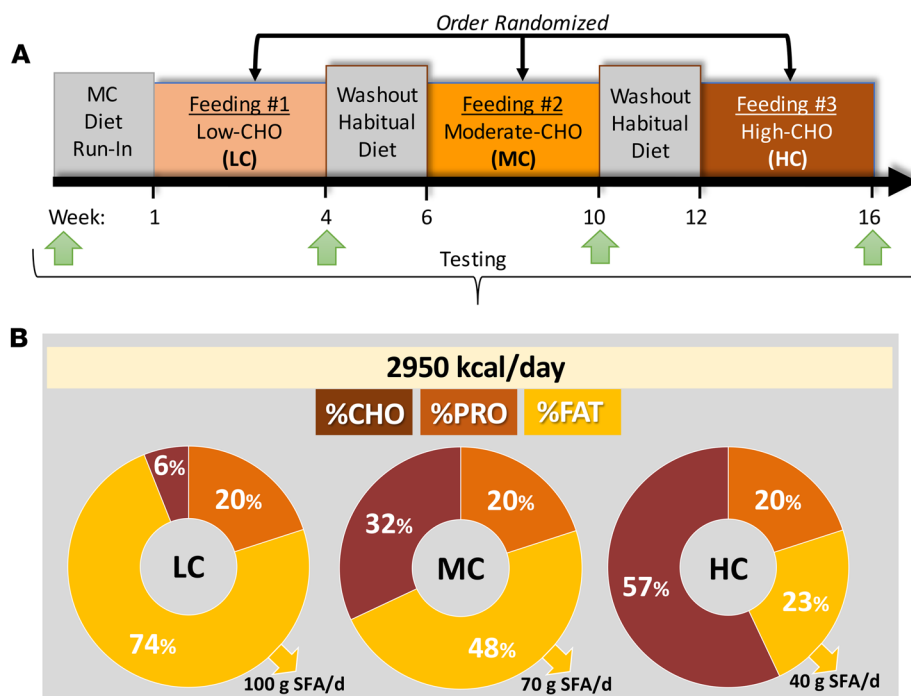 Order Randomized
A
MC
Diet
Run-In
Feeding #1
Low-CHO
(LC)
Washout
Habitual
Diet
Feeding #2
Moderate-CHO
(MC)
Washout
Habitual
Diet
Feeding #3
High-CHO
(HC)
Week: 1 4 6 10 12 16
Testing
B
2950 kcal/day
%CHO %PRO %FAT
6%
20%
LC
74%
100 g SFA/d
32%
20%
MC
48%
70 g SFA/d
57%
20%
HC
23%
40 g SFA/d